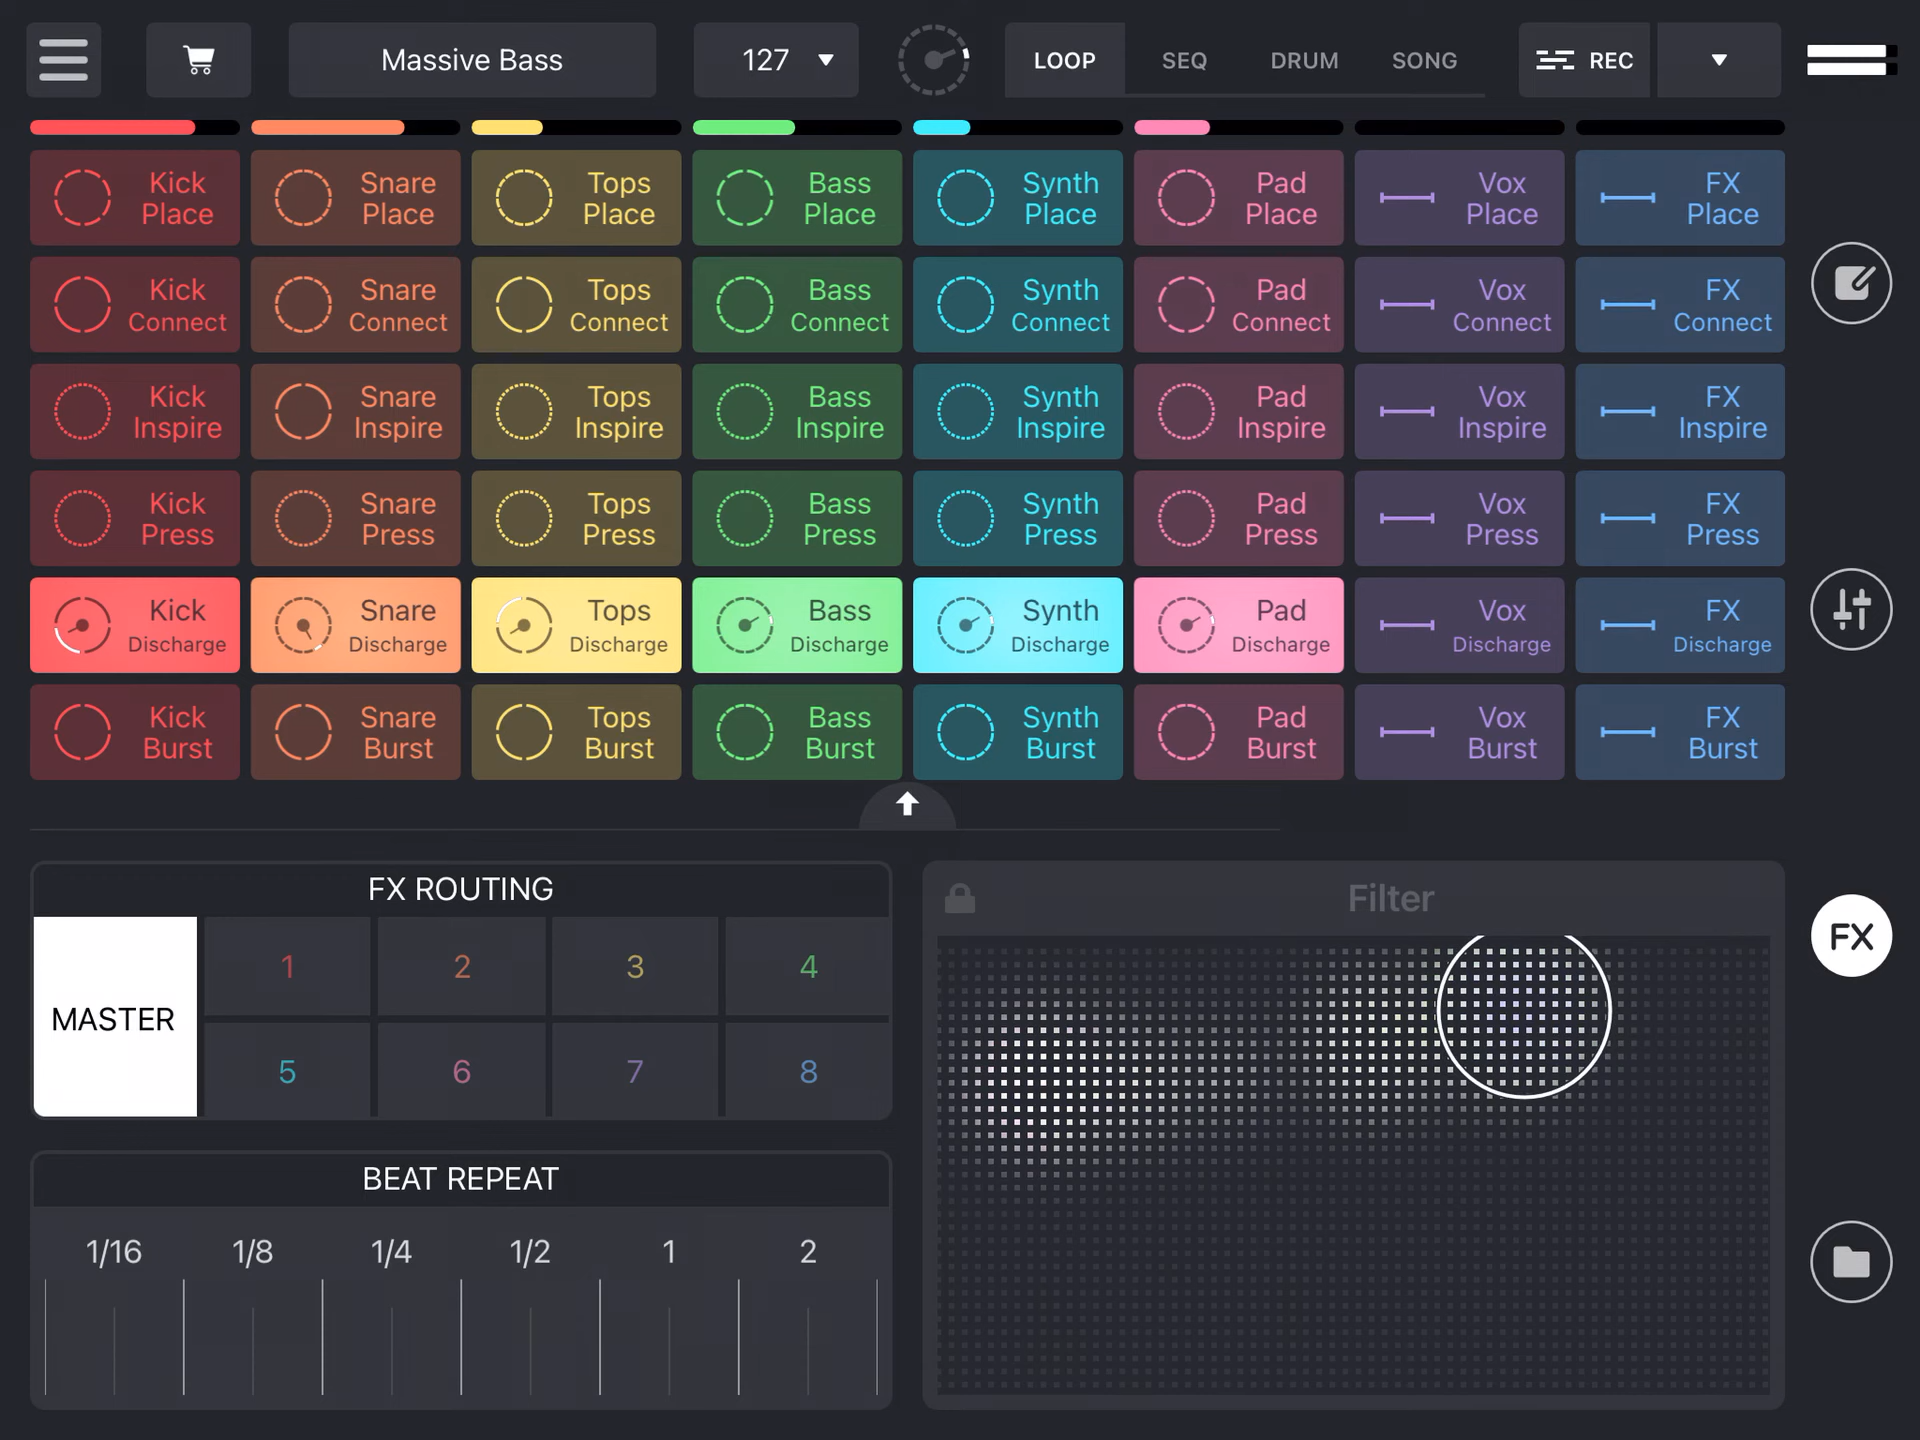 Massive Bass
127
LOOP
SEQ
DRUM
SONG
REC
Kick
Place
Snare
Place
Tops
Place
Bass
Place
Synth
Place
Pad
Place
Vox
Place
FX
Place
Kick
Connect
Snare
Connect
Tops
Connect
Bass
Connect
Synth
Connect
Pad
Connect
Vox
Connect
FX
Connect
Kick
Inspire
Snare
Inspire
Tops
Inspire
Bass
Inspire
Synth
Inspire
Pad
Inspire
Vox
Inspire
FX
Inspire
Kick
Press
Snare
Press
Tops
Press
Bass
Press
Synth
Press
Pad
Press
Vox
Press
FX
Press
Kick
Discharge
Snare
Discharge
Tops
Discharge
Bass
Discharge
Synth
Discharge
Pad
Discharge
Vox
Discharge
FX
Discharge
Kick
Burst
Snare
Burst
Tops
Burst
Bass
Burst
Synth
Burst
Pad
Burst
Vox
Burst
FX
Burst
FX ROUTING
MASTER
1
2
3
4
5
6
7
8
BEAT REPEAT
1/16
1/8
1/4
1/2
1
2
Filter
FX